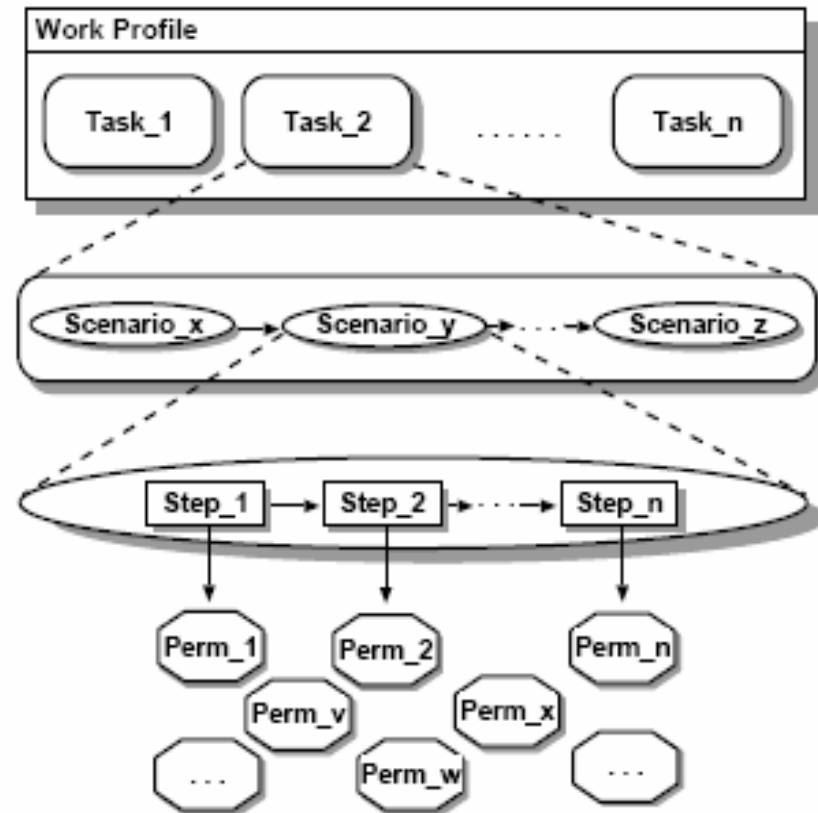 Work Profile
Task_1 Task_2 ...... Task_n
Scenario_x Scenario_y ... Scenario_z
Step_1 Step_2 ... Step_n
Perm_1 Perm_2 Perm_n
Perm_v Perm_x
... Perm_w ...